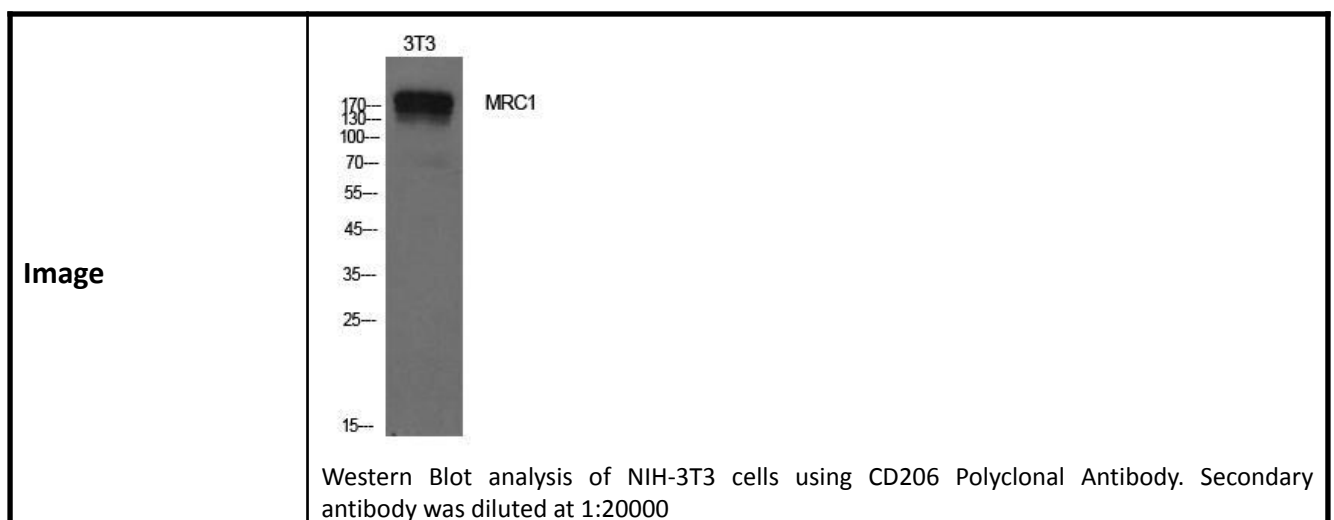 3T3
170---
MRC1
130---
100---
70---
55---
45---
35---
Image
25---
15---
Western Blot analysis of NIH-3T3 cells using CD206 Polyclonal Antibody. Secondary
antibody was diluted at 1:20000